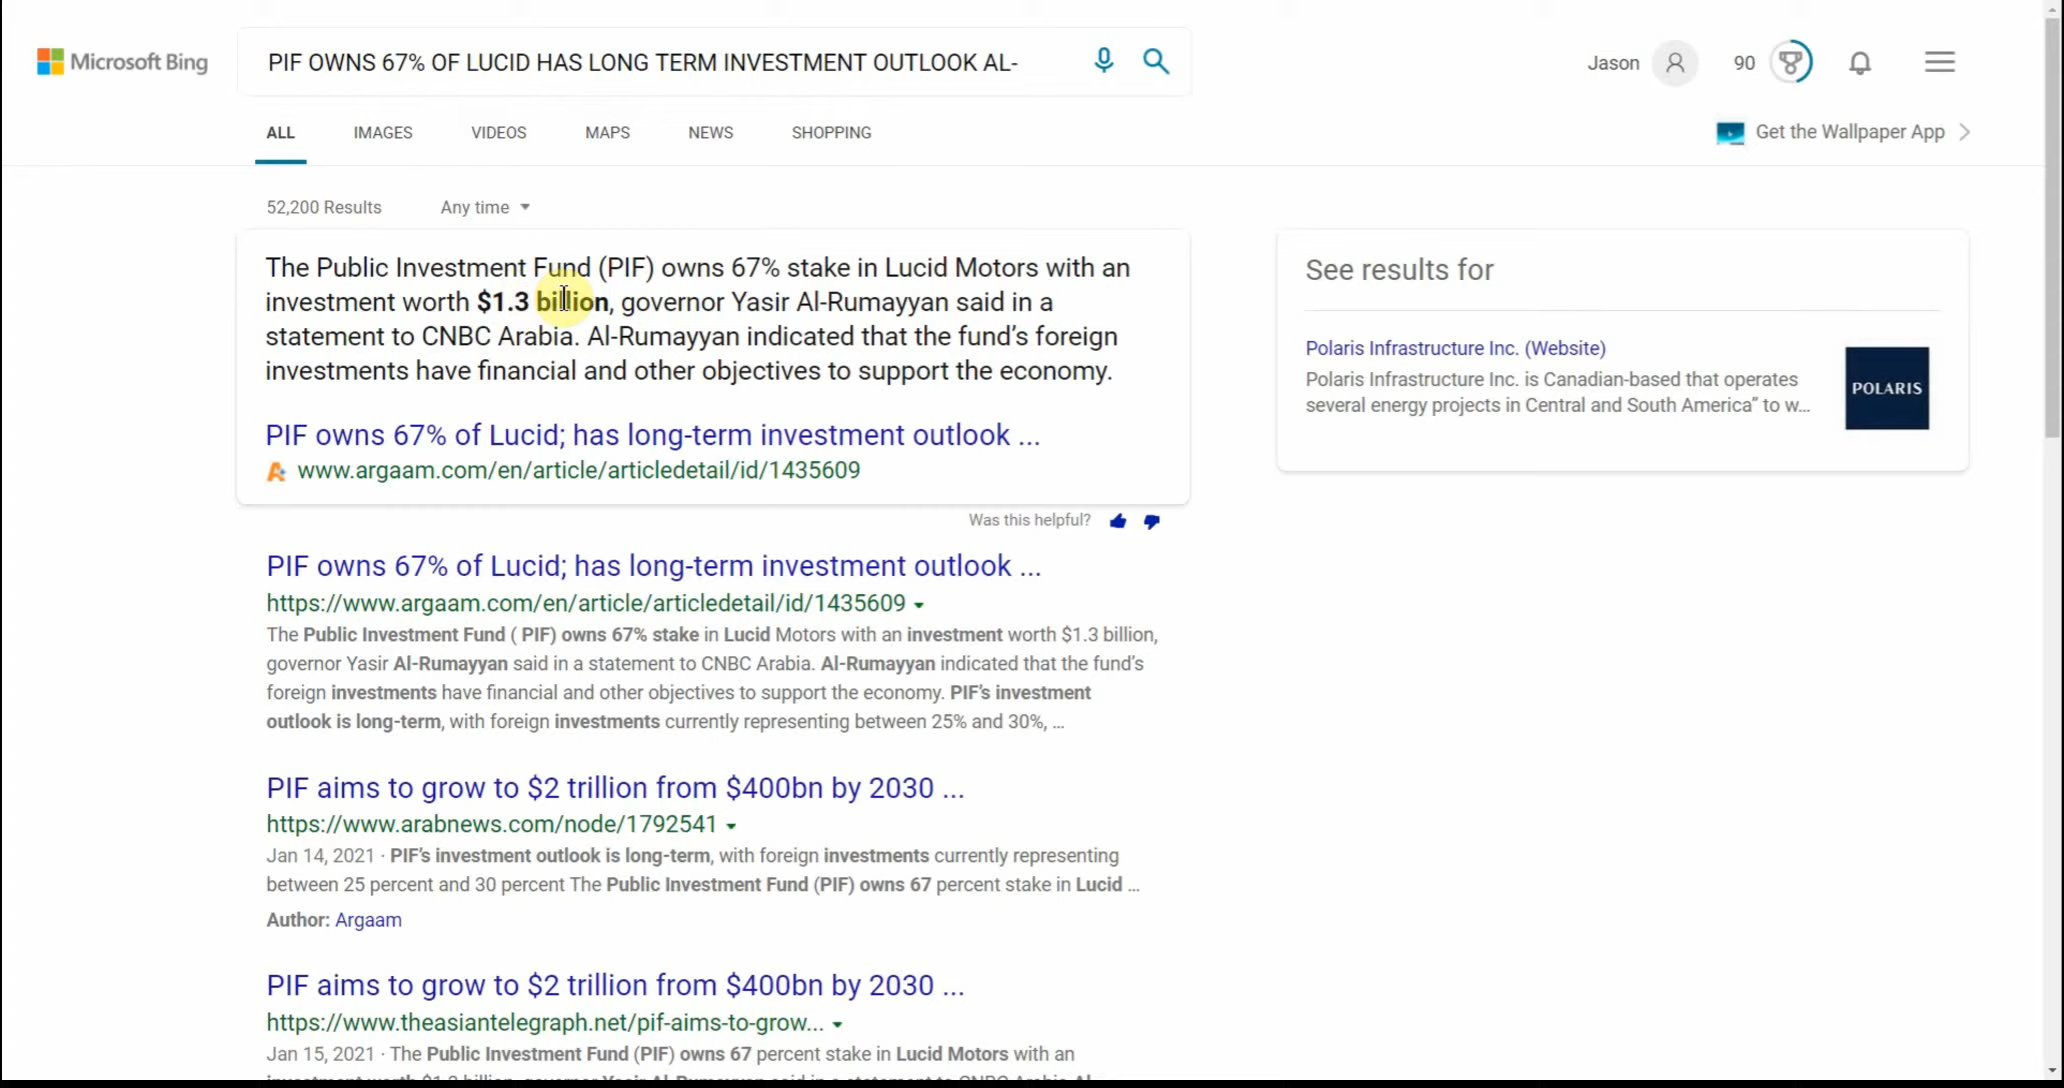 Microsoft Bing
PIF OWNS 67% OF LUCID HAS LONG TERM INVESTMENT OUTLOOK AL-
Jason
90
ALL
IMAGES
VIDEOS
MAPS
NEWS
SHOPPING
Get the Wallpaper App
52,200 Results
Any time
The Public Investment Fund (PIF) owns 67% stake in Lucid Motors with an
investment worth $1.3 billion, governor Yasir Al-Rumayyan said in a
statement to CNBC Arabia. Al-Rumayyan indicated that the fund's foreign
investments have financial and other objectives to support the economy.
PIF owns 67% of Lucid; has long-term investment outlook ...
www.argaam.com/en/article/articledetail/id/1435609
Was this helpful?
See results for
Polaris Infrastructure Inc. (Website)
Polaris Infrastructure Inc. is Canadian-based that operates
several energy projects in Central and South America” to w...
POLARIS
PIF owns 67% of Lucid; has long-term investment outlook ...
https://www.argaam.com/en/article/articledetail/id/1435609
The Public Investment Fund ( PIF) owns 67% stake in Lucid Motors with an investment worth $1.3 billion,
governor Yasir Al-Rumayyan said in a statement to CNBC Arabia. Al-Rumayyan indicated that the fund's
foreign investments have financial and other objectives to support the economy. PIF's investment
outlook is long-term, with foreign investments currently representing between 25% and 30%, ...
PIF aims to grow to $2 trillion from $400bn by 2030 ...
https://www.arabnews.com/node/1792541
Jan 14, 2021 · PIF's investment outlook is long-term, with foreign investments currently representing
between 25 percent and 30 percent The Public Investment Fund (PIF) owns 67 percent stake in Lucid ...
Author: Argaam
PIF aims to grow to $2 trillion from $400bn by 2030 ...
https://www.theasiantelegraph.net/pif-aims-to-grow...
Jan 15, 2021 · The Public Investment Fund (PIF) owns 67 percent stake in Lucid Motors with an